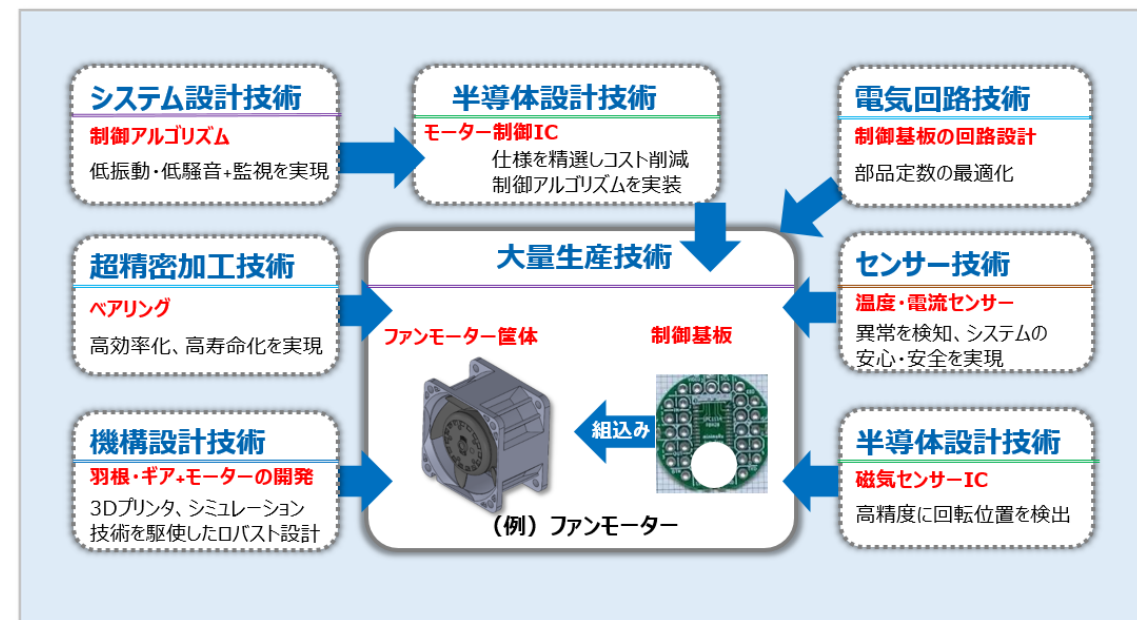 システム設計技術
制御アルゴリズム
低振動・低騒音+監視を実現
半導体設計技術
モーター制御IC
仕様を精選しコスト削減
制御アルゴリズムを実装
電気回路技術
制御基板の回路設計
部品定数の最適化
超精密加工技術
ベアリング
高効率化、高寿命化を実現
大量生産技術
ファンモーター筐体
制御基板
組込み
(例)ファンモーター
センサー技術
温度・電流センサー
異常を検知、システムの
安心・安全を実現
機構設計技術
羽根・ギア+モーターの開発
3Dプリンタ、シミュレーション
技術を駆使したロバスト設計
半導体設計技術
磁気センサーIC
高精度に回転位置を検出